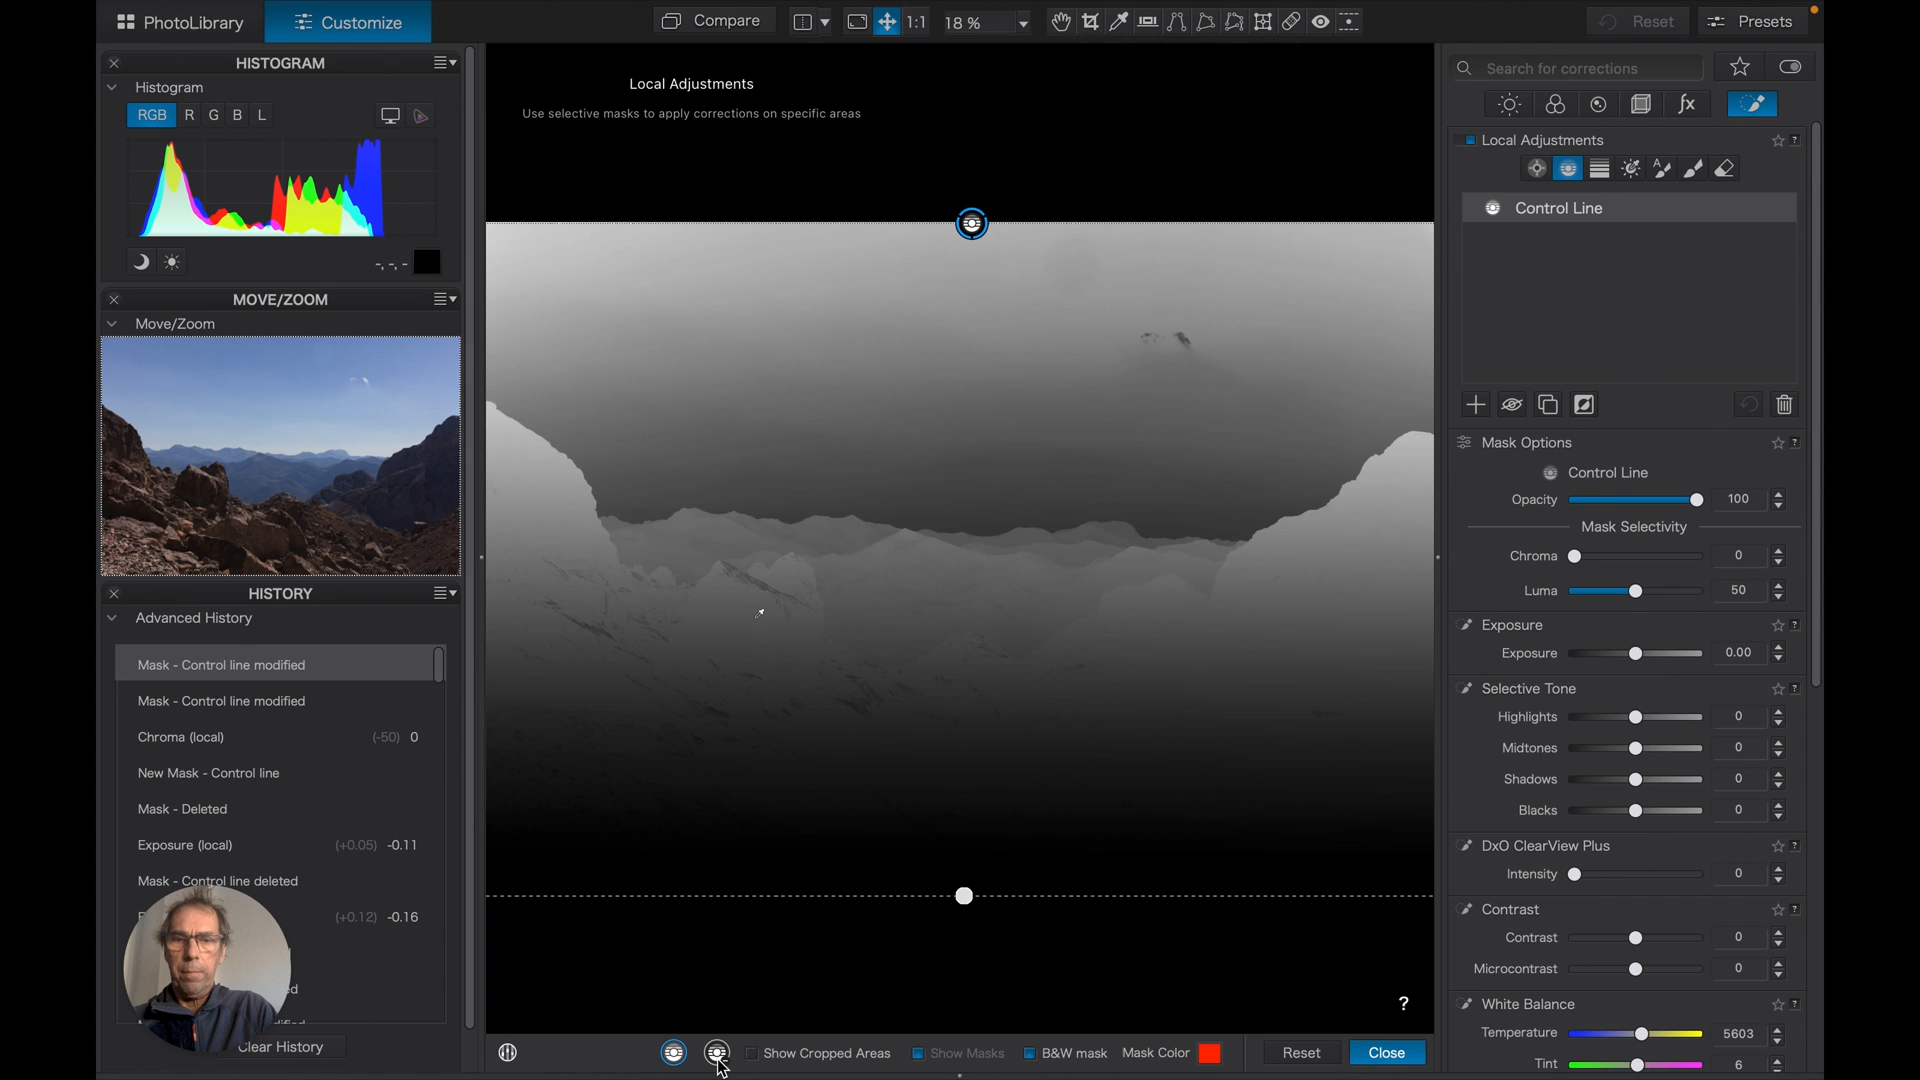 PhotoLibrary
Customize
Compare
1:1
18 %
Reset
Presets
HISTOGRAM
Histogram
RGB R G B L
-, -, -
MOVE/ZOOM
Move/Zoom
HISTORY
Advanced History
Mask - Control line modified
Mask - Control line modified
Chroma (local) (-50) 0
New Mask - Control line
Mask - Deleted
Exposure (local) (+0.05) -0.11
Mask - Control line deleted
(+0.12) -0.16
Clear History
Local Adjustments
Use selective masks to apply corrections on specific areas
?
Show Cropped Areas
Show Masks
B&W mask
Mask Color
Reset
Close
Search for corrections
fx
Local Adjustments ?
Control Line
Mask Options ?
Control Line
Opacity 100
Mask Selectivity
Chroma 0
Luma 50
Exposure ?
Exposure 0.00
Selective Tone ?
Highlights 0
Midtones 0
Shadows 0
Blacks 0
DxO ClearView Plus ?
Intensity 0
Contrast ?
Contrast 0
Microcontrast 0
White Balance ?
Temperature 5603
Tint 6